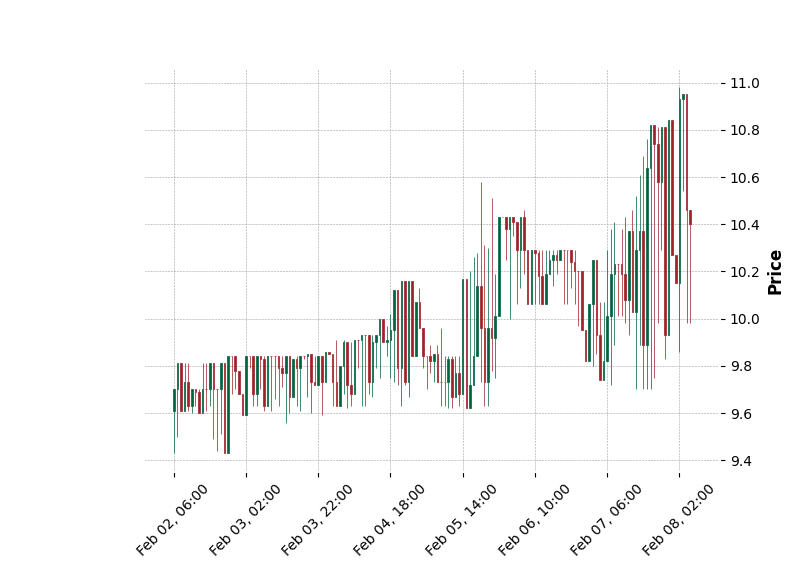 11.0
10.8
10.6
10.4
10.2
10.0
9.8
9.6
9.4
Price
Feb 02, 06:00
Feb 03, 02:00
Feb 03, 22:00
Feb 04, 18:00
Feb 05, 14:00
Feb 06, 10:00
Feb 07, 06:00
Feb 08, 02:00